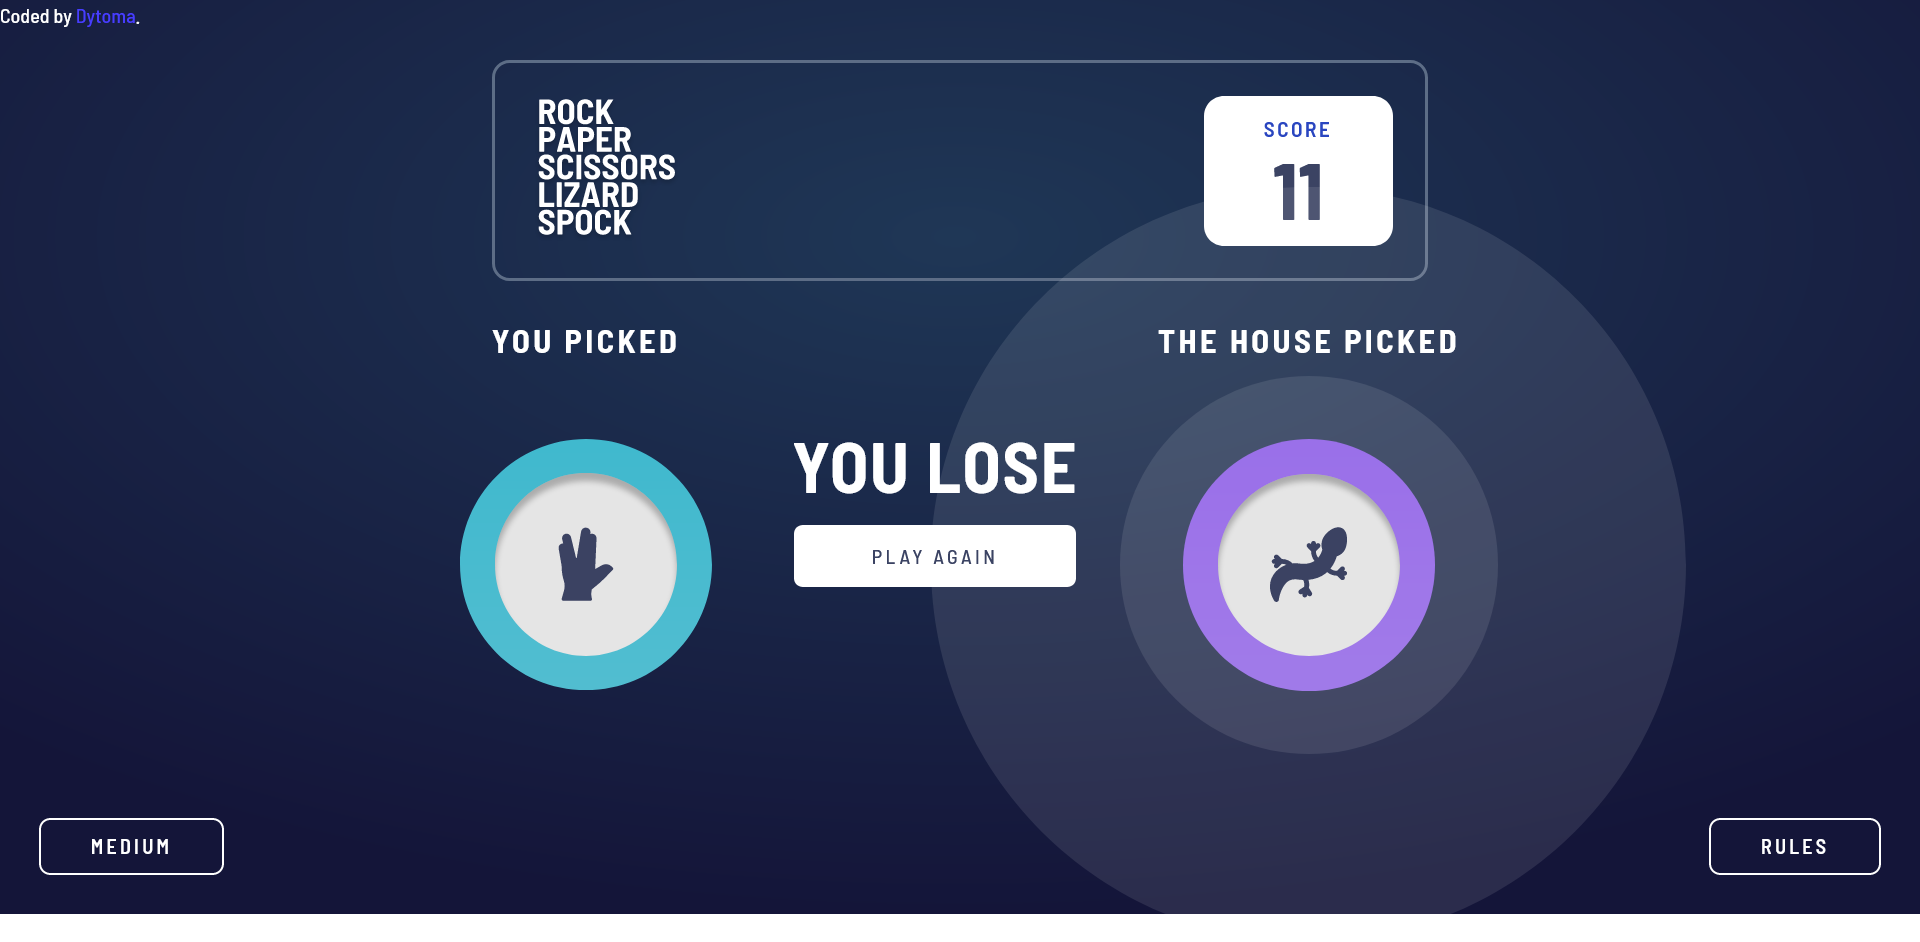 Coded by Dytoma.
ROCK
PAPER
SCISSORS
LIZARD
SPOCK
SCORE
11
YOU PICKED
THE HOUSE PICKED
YOU LOSE
PLAY AGAIN
MEDIUM
RULES